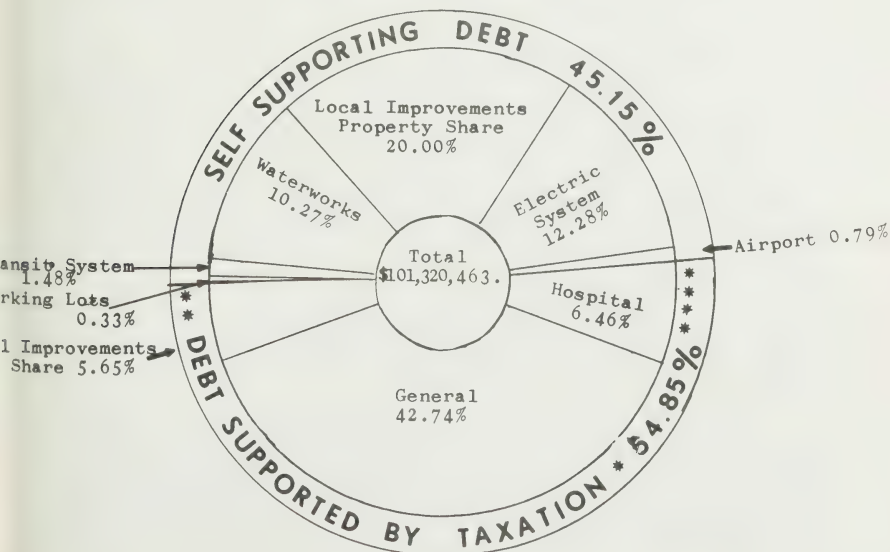 SELF SUPPORTING DEBT 45.15%
Local Improvements
Property Share
20.00%
Waterworks
10.27%
Electric
System
12.28%
Airport 0.79%
Total
$101,320,463.
ansit System
1.48%
rking Lots
0.33%
Hospital
6.46%
l Improvements
Share 5.65%
General
42.74%
** DEBT SUPPORTED BY TAXATION * 54.85% ****